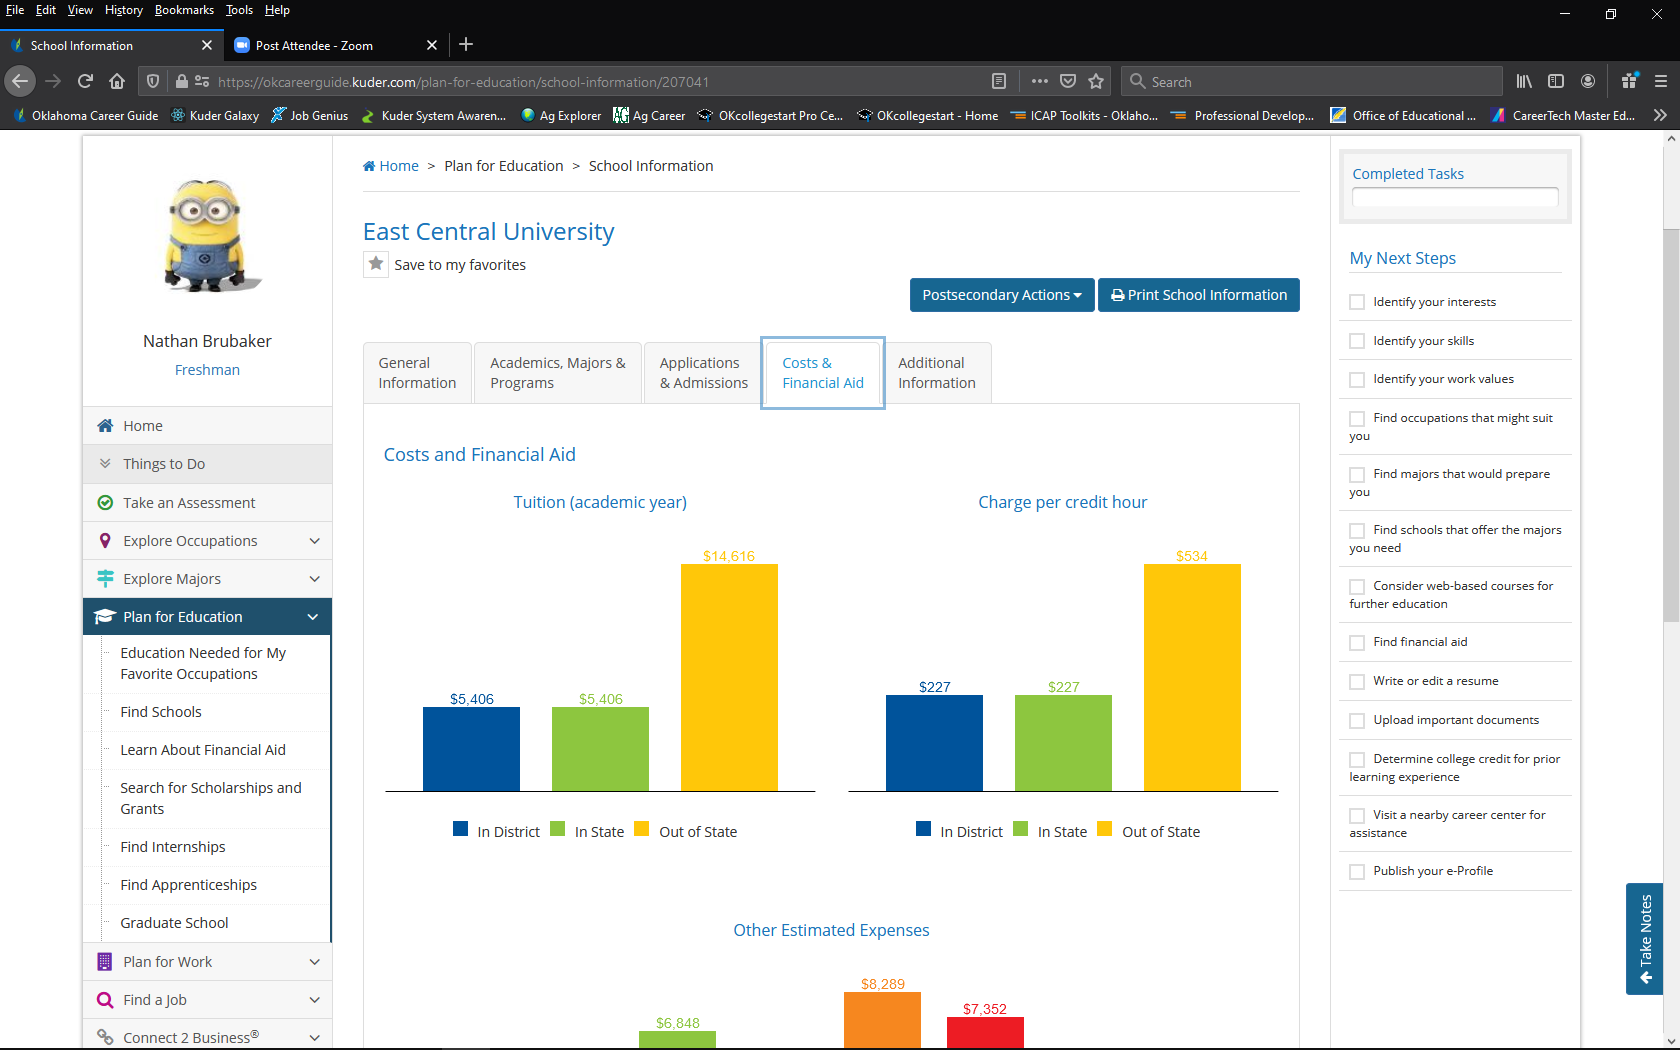 File Edit View History Bookmarks Tools Help
School Information
Post Attendee - Zoom
https://okcareerguide.kuder.com/plan-for-education/school-information/207041
Search
Oklahoma Career Guide Kuder Galaxy Job Genius Kuder System Awaren... Ag Explorer Ag Career OKcollegestart Pro Ce... OKcollegestart - Home ICAP Toolkits - Oklaho... Professional Develop... Office of Educational ... CareerTech Master Ed...
Nathan Brubaker
Freshman
Home
Things to Do
Take an Assessment
Explore Occupations
Explore Majors
Plan for Education
Education Needed for My
Favorite Occupations
Find Schools
Learn About Financial Aid
Search for Scholarships and
Grants
Find Internships
Find Apprenticeships
Graduate School
Plan for Work
Find a Job
Connect 2 Business®
Home > Plan for Education > School Information
East Central University
Save to my favorites
Postsecondary Actions
Print School Information
General
Information
Academics, Majors &
Programs
Applications
& Admissions
Costs &
Financial Aid
Additional
Information
Costs and Financial Aid
Tuition (academic year)
$14,616
$5,406
$5,406
In District In State Out of State
Charge per credit hour
$534
$227
$227
In District In State Out of State
Other Estimated Expenses
$8,289
$7,352
$6,848
Completed Tasks
My Next Steps
Identify your interests
Identify your skills
Identify your work values
Find occupations that might suit
you
Find majors that would prepare
you
Find schools that offer the majors
you need
Consider web-based courses for
further education
Find financial aid
Write or edit a resume
Upload important documents
Determine college credit for prior
learning experience
Visit a nearby career center for
assistance
Publish your e-Profile
Take Notes